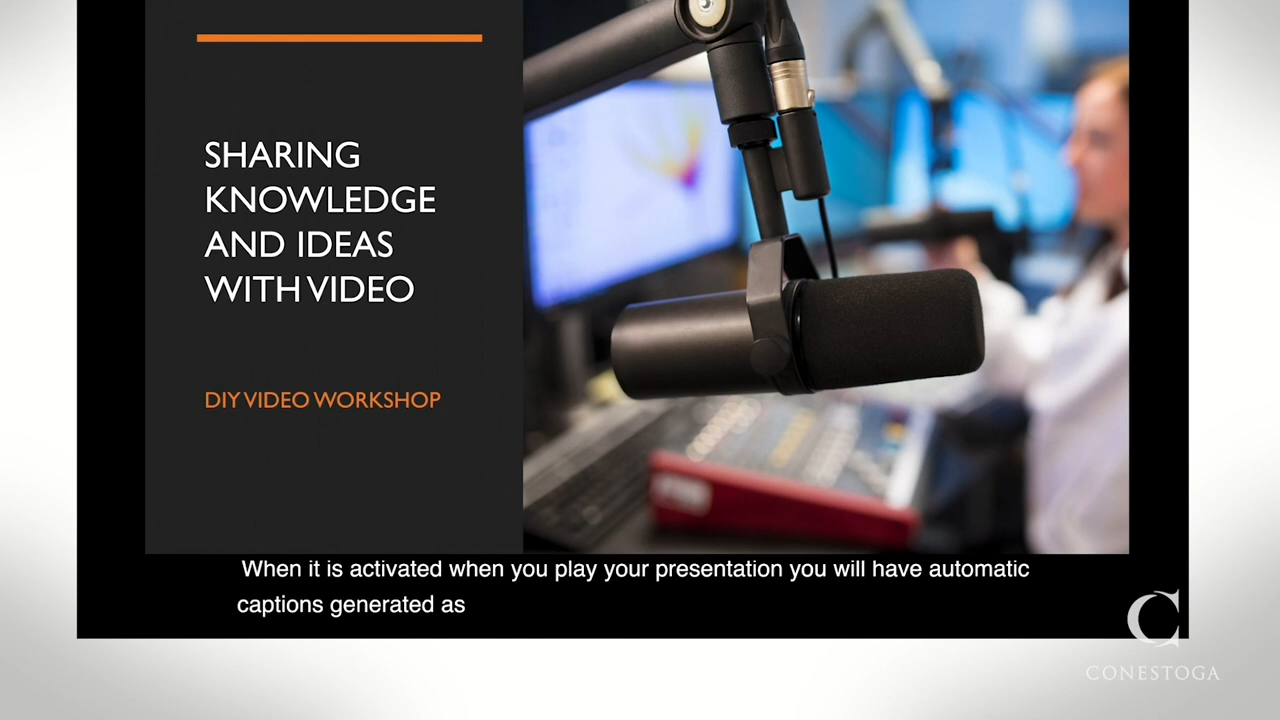 SHARING
KNOWLEDGE
AND IDEAS
WITH VIDEO
DIY VIDEO WORKSHOP
When it is activated when you play your presentation you will have automatic
captions generated as
C
CONESTOGA